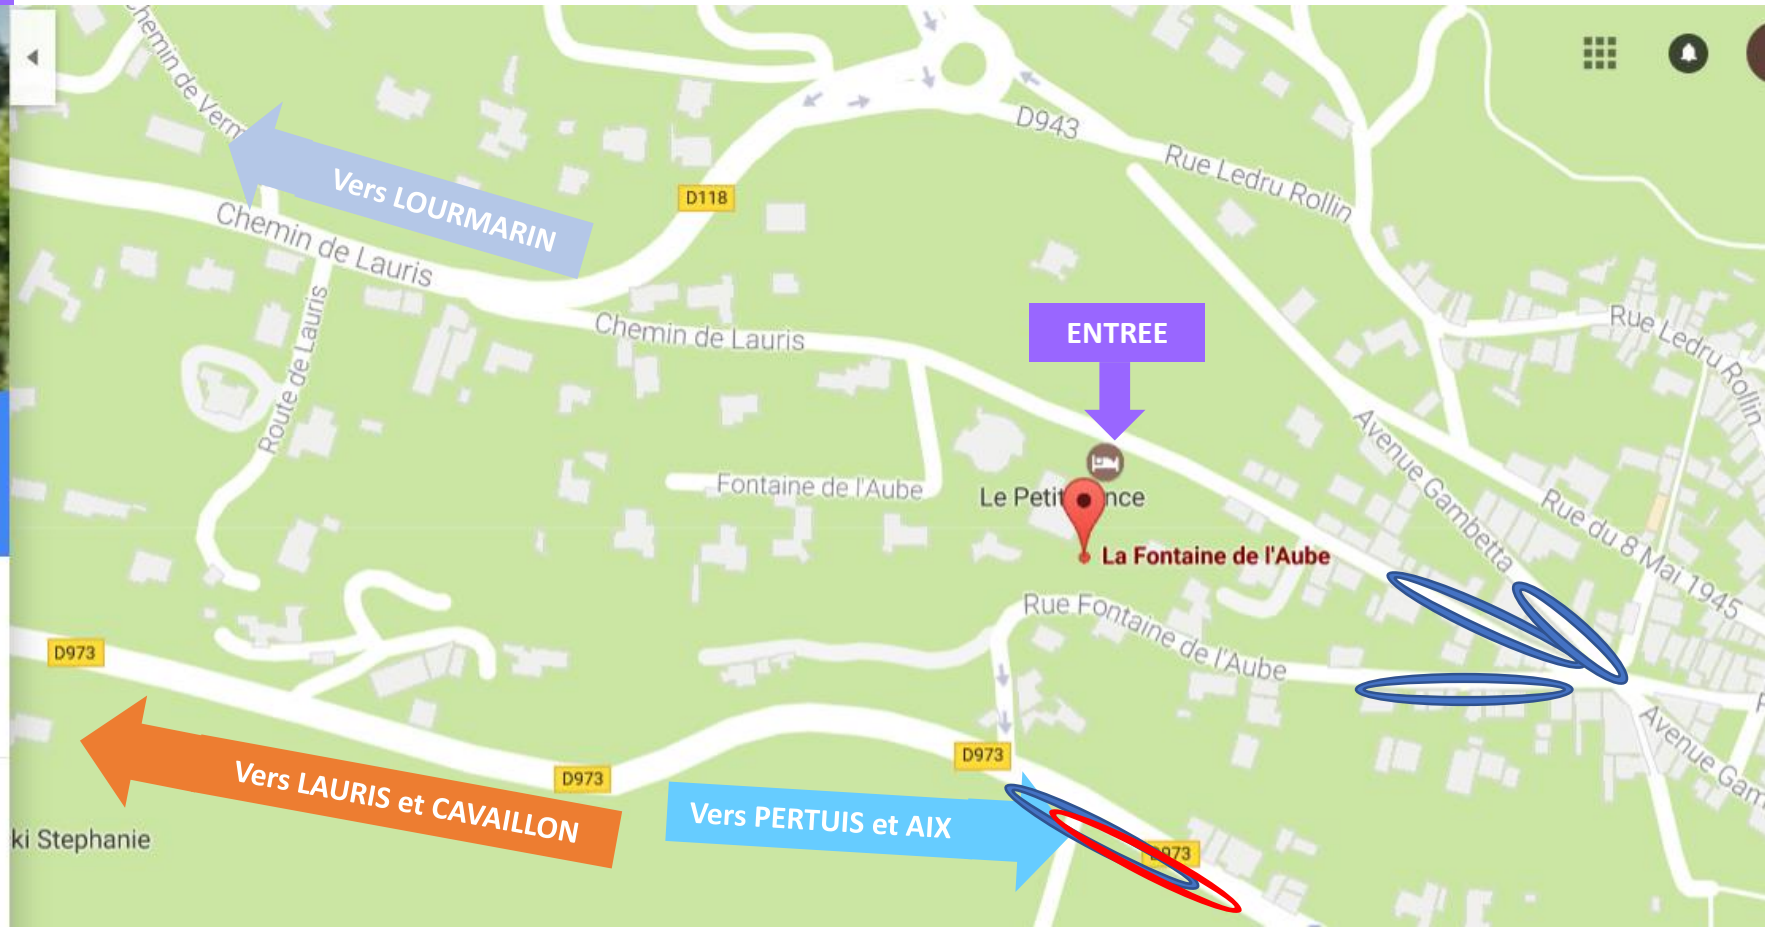 Chemin de Verm
D943
Rue Ledru Rollin
Vers LOURMARIN
D118
Chemin de Lauris
Route de Lauris
Chemin de Lauris
ENTREE
Rue Ledru Rollin
Avenue Gambetta
Fontaine de l'Aube
Le Petit
nce
Rue du 8 Mai 1945
La Fontaine de l'Aube
Rue Fontaine de l'Aube
D973
Avenue Gam
D973
D973
Vers LAURIS et CAVAILLON
Vers PERTUIS et AIX
D973
ki Stephanie